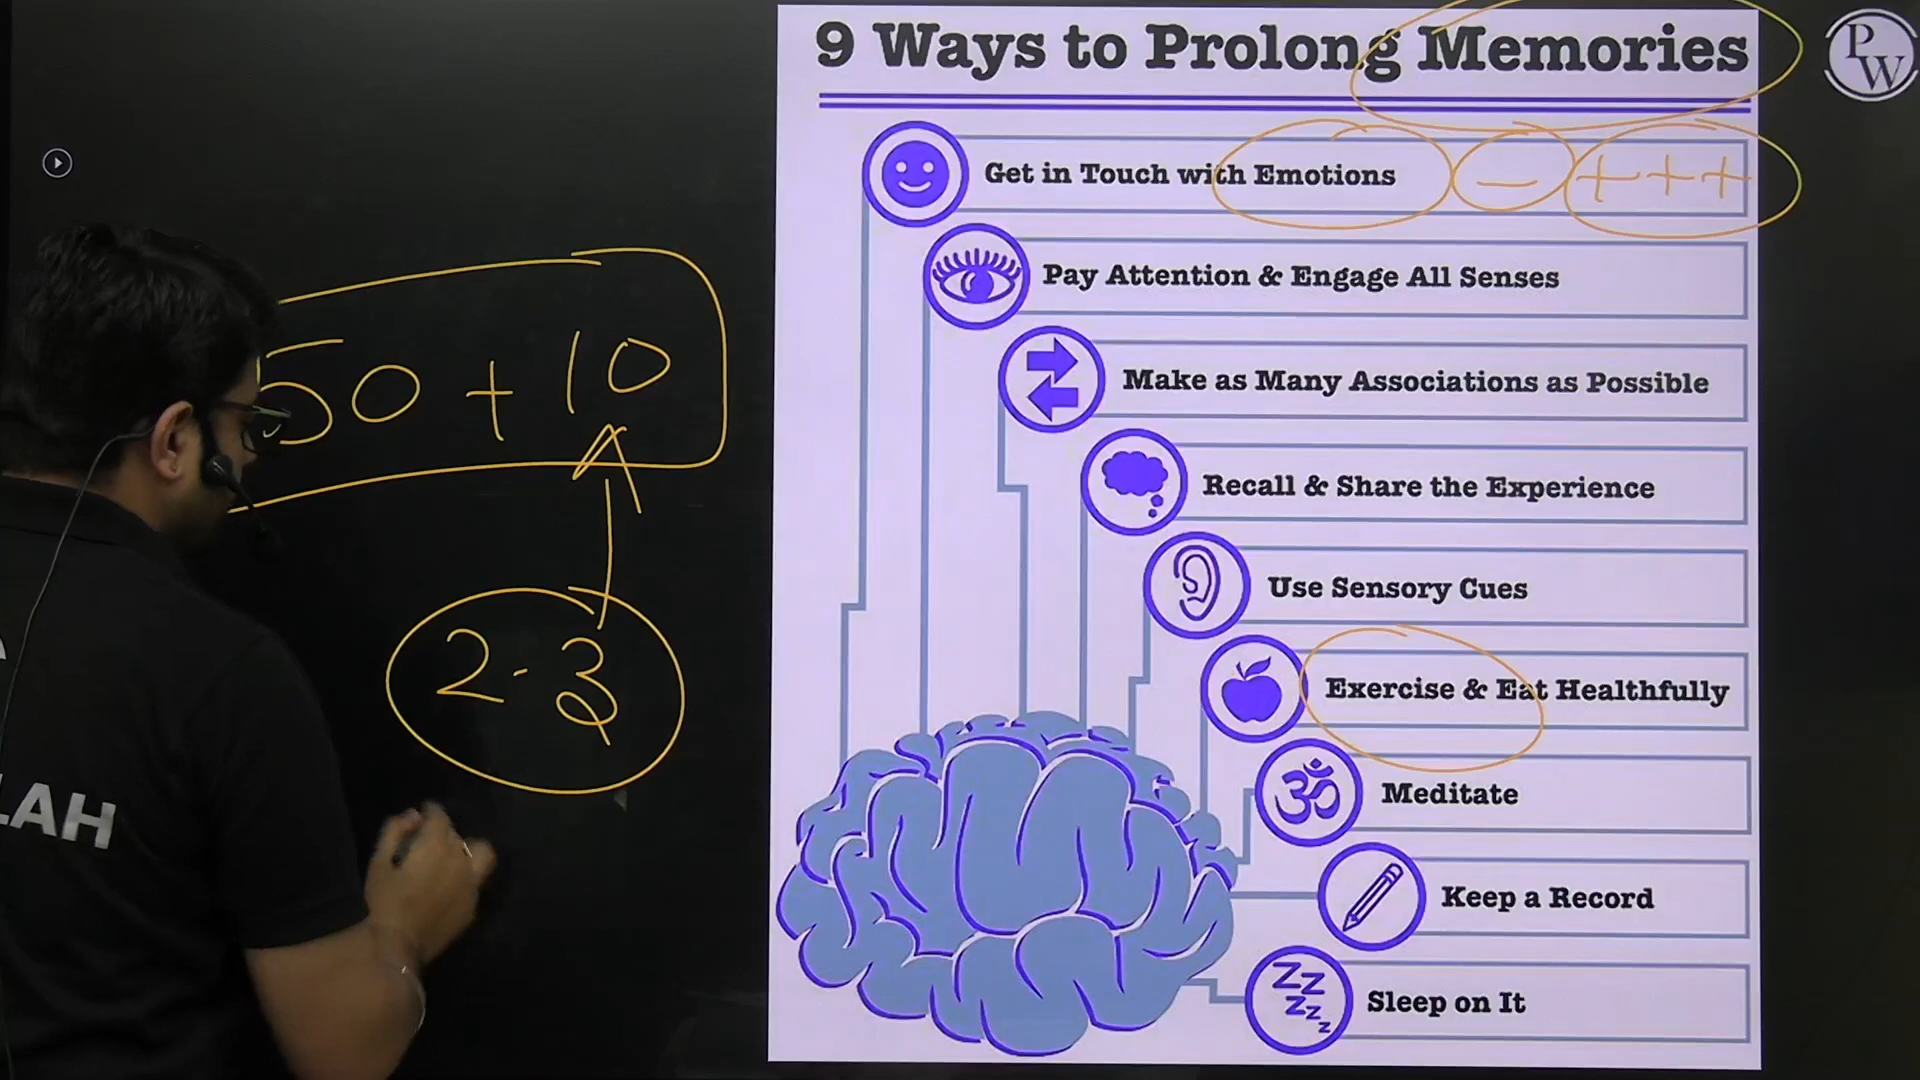 9 Ways to Prolong Memories
PW
Get in Touch with Emotions — + + +
Pay Attention & Engage All Senses
50 + 10
Make as Many Associations as Possible
Recall & Share the Experience
Use Sensory Cues
2-3
Exercise & Eat Healthfully
Meditate
LAH
Keep a Record
Sleep on It
ZZZZZ